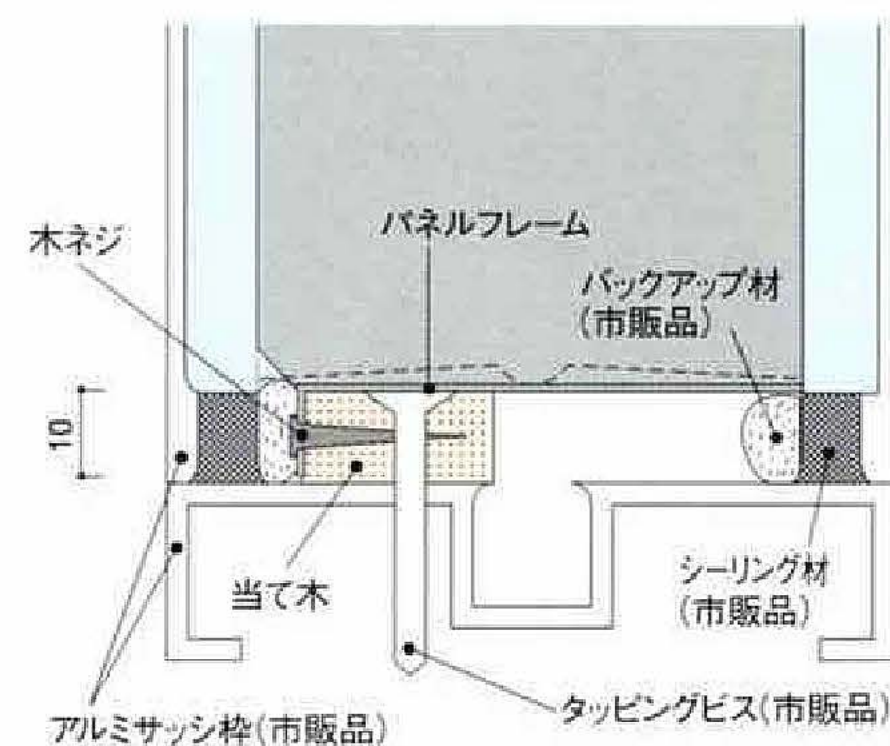 パネルフレーム
木ネジ
バックアップ材
(市販品)
10
当て木
シーリング材
(市販品)
タッピングビス(市販品)
アルミサッシ枠(市販品)